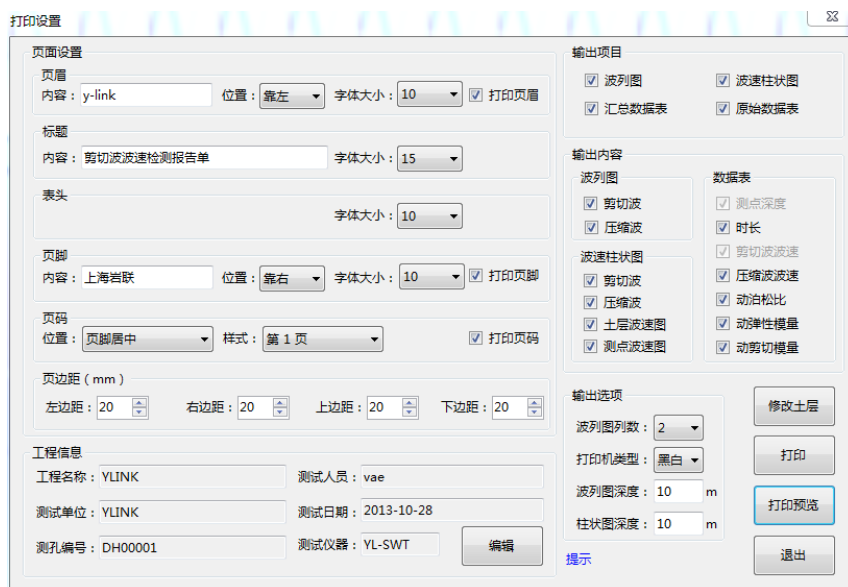 打印设置
页面设置
页眉
内容： y-link 位置： 靠左 字体大小： 10 打印页眉
标题
内容： 剪切波波速检测报告单 字体大小： 15
表头
字体大小： 10
页脚
内容： 上海岩联 位置： 靠右 字体大小： 10 打印页脚
页码
位置： 页脚居中 样式： 第 1 页 打印页码
页边距（mm）
左边距： 20 右边距： 20 上边距： 20 下边距： 20
工程信息
工程名称： YLINK 测试人员： vae
测试单位： YLINK 测试日期： 2013-10-28
测孔编号： DH00001 测试仪器： YL-SWT 编辑
输出项目
波列图 波速柱状图
汇总数据表 原始数据表
输出内容
波列图
剪切波
压缩波
波速柱状图
剪切波
压缩波
土层波速图
测点波速图
数据表
测点深度
时长
剪切波波速
压缩波波速
动泊松比
动弹性模量
动剪切模量
输出选项
波列图列数： 2
打印机类型： 黑白
波列图深度： 10 m
柱状图深度： 10 m
提示
修改土层
打印
打印预览
退出